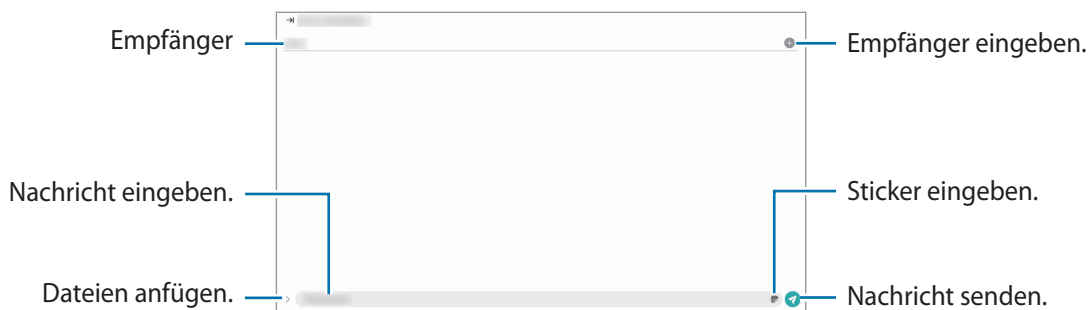 Empfänger
Empfänger eingeben.
Nachricht eingeben.
Sticker eingeben.
Dateien anfügen.
Nachricht senden.